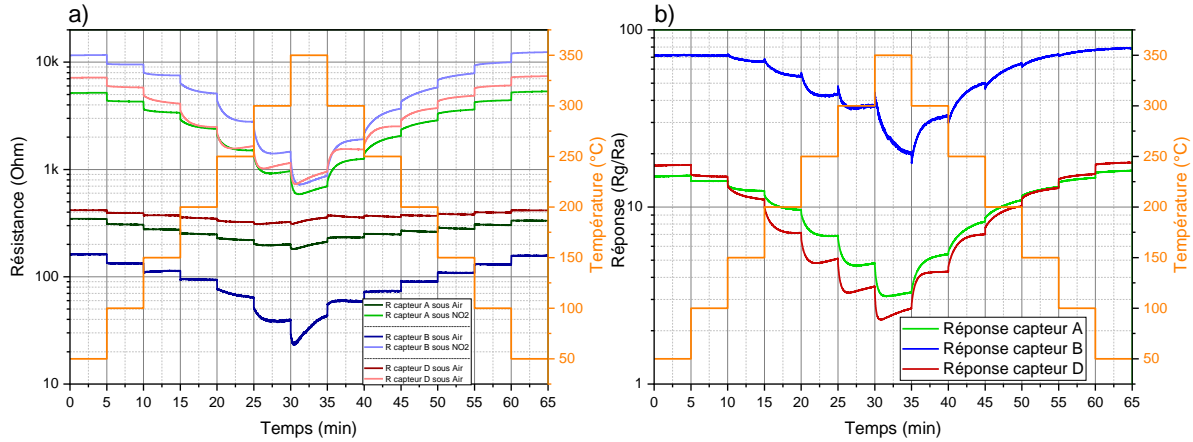 a)
10k
1k
100
10
Résistance (Ohm)
0 5 10 15 20 25 30 35 40 45 50 55 60 65
Temps (min)
350
300
250
200
150
100
50
Température (°C)
R capteur A sous Air
R capteur A sous NO2
R capteur B sous Air
R capteur B sous NO2
R capteur D sous Air
R capteur D sous NO2
b)
100
10
1
Réponse (Rg/Ra)
0 5 10 15 20 25 30 35 40 45 50 55 60 65
Temps (min)
350
300
250
200
150
100
50
Température (°C)
Réponse capteur A
Réponse capteur B
Réponse capteur D